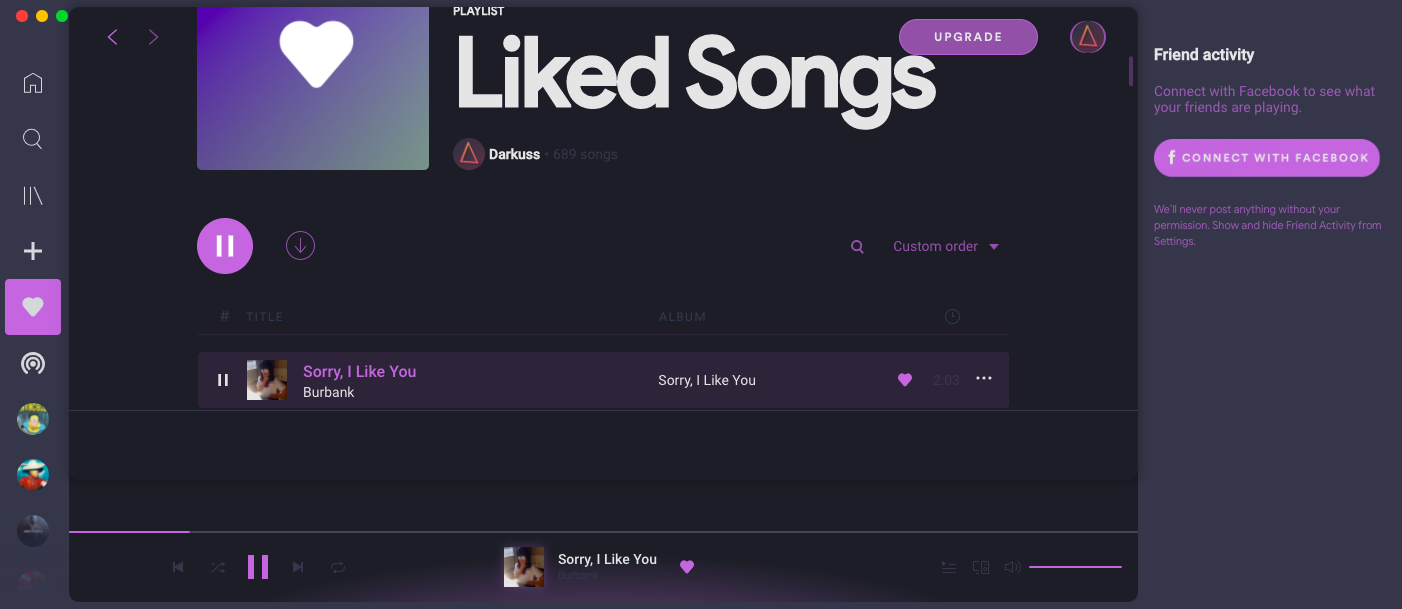 PLAYLIST
UPGRADE
Liked Songs
Darkuss · 689 songs
Custom order
# TITLE ALBUM
Sorry, I Like You
Burbank
Sorry, I Like You
2:03
Sorry, I Like You
Burbank
Friend activity
Connect with Facebook to see what
your friends are playing.
f CONNECT WITH FACEBOOK
We'll never post anything without your
permission. Show and hide Friend Activity from
Settings.